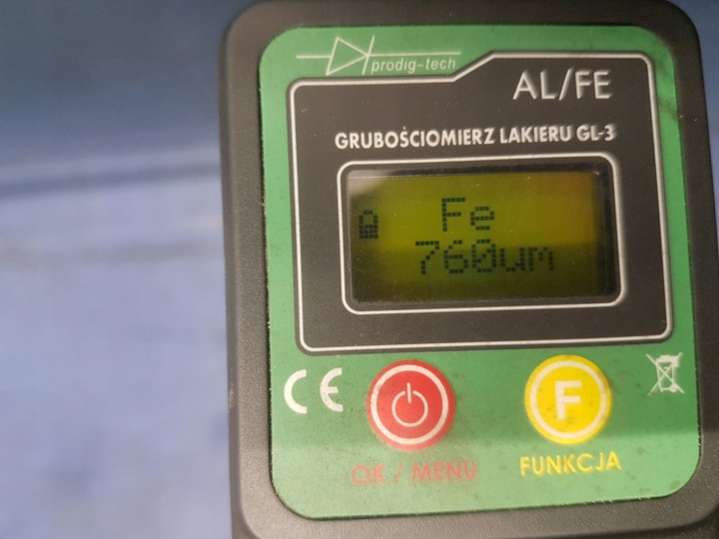 prodig-tech
AL/FE
GRUBOŚCIOMIERZ LAKIERU GL-3
Fe
760um
CE
F
OK / MENU
FUNKCJA